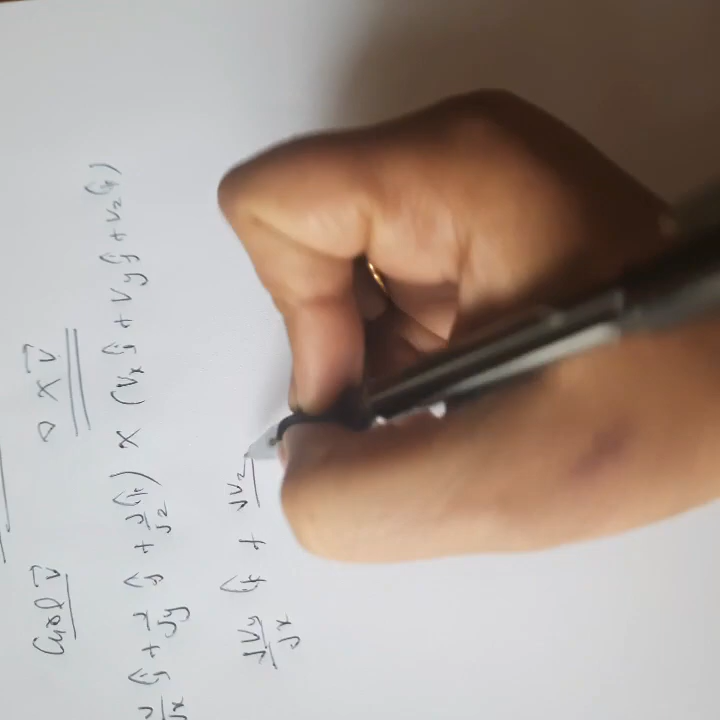 Curl V⃗ ∇ × V⃗
∂/∂x î + ∂/∂y ĵ + ∂/∂z k̂) × (Vx î + Vy ĵ + Vz k̂)
∂Vy/∂x k̂ + ∂Vz